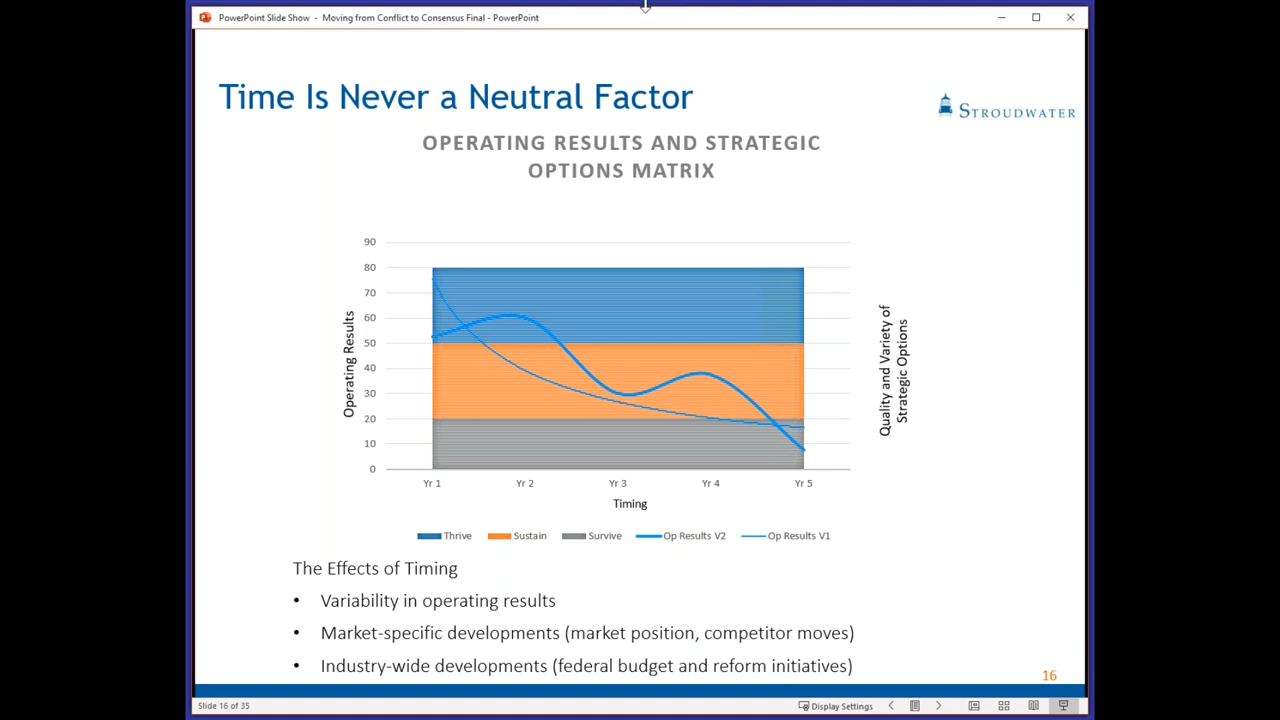 PowerPoint Slide Show - Moving from Conflict to Consensus Final - PowerPoint
Time Is Never a Neutral Factor
STROUDWATER
OPERATING RESULTS AND STRATEGIC
OPTIONS MATRIX
90
80
70
60
50
40
30
20
10
0
Operating Results
Quality and Variety of
Strategic Options
Yr 1 Yr 2 Yr 3 Yr 4 Yr 5
Timing
Thrive Sustain Survive Op Results V2 Op Results V1
The Effects of Timing
• Variability in operating results
• Market-specific developments (market position, competitor moves)
• Industry-wide developments (federal budget and reform initiatives)
16
Slide 16 of 35
Display Settings